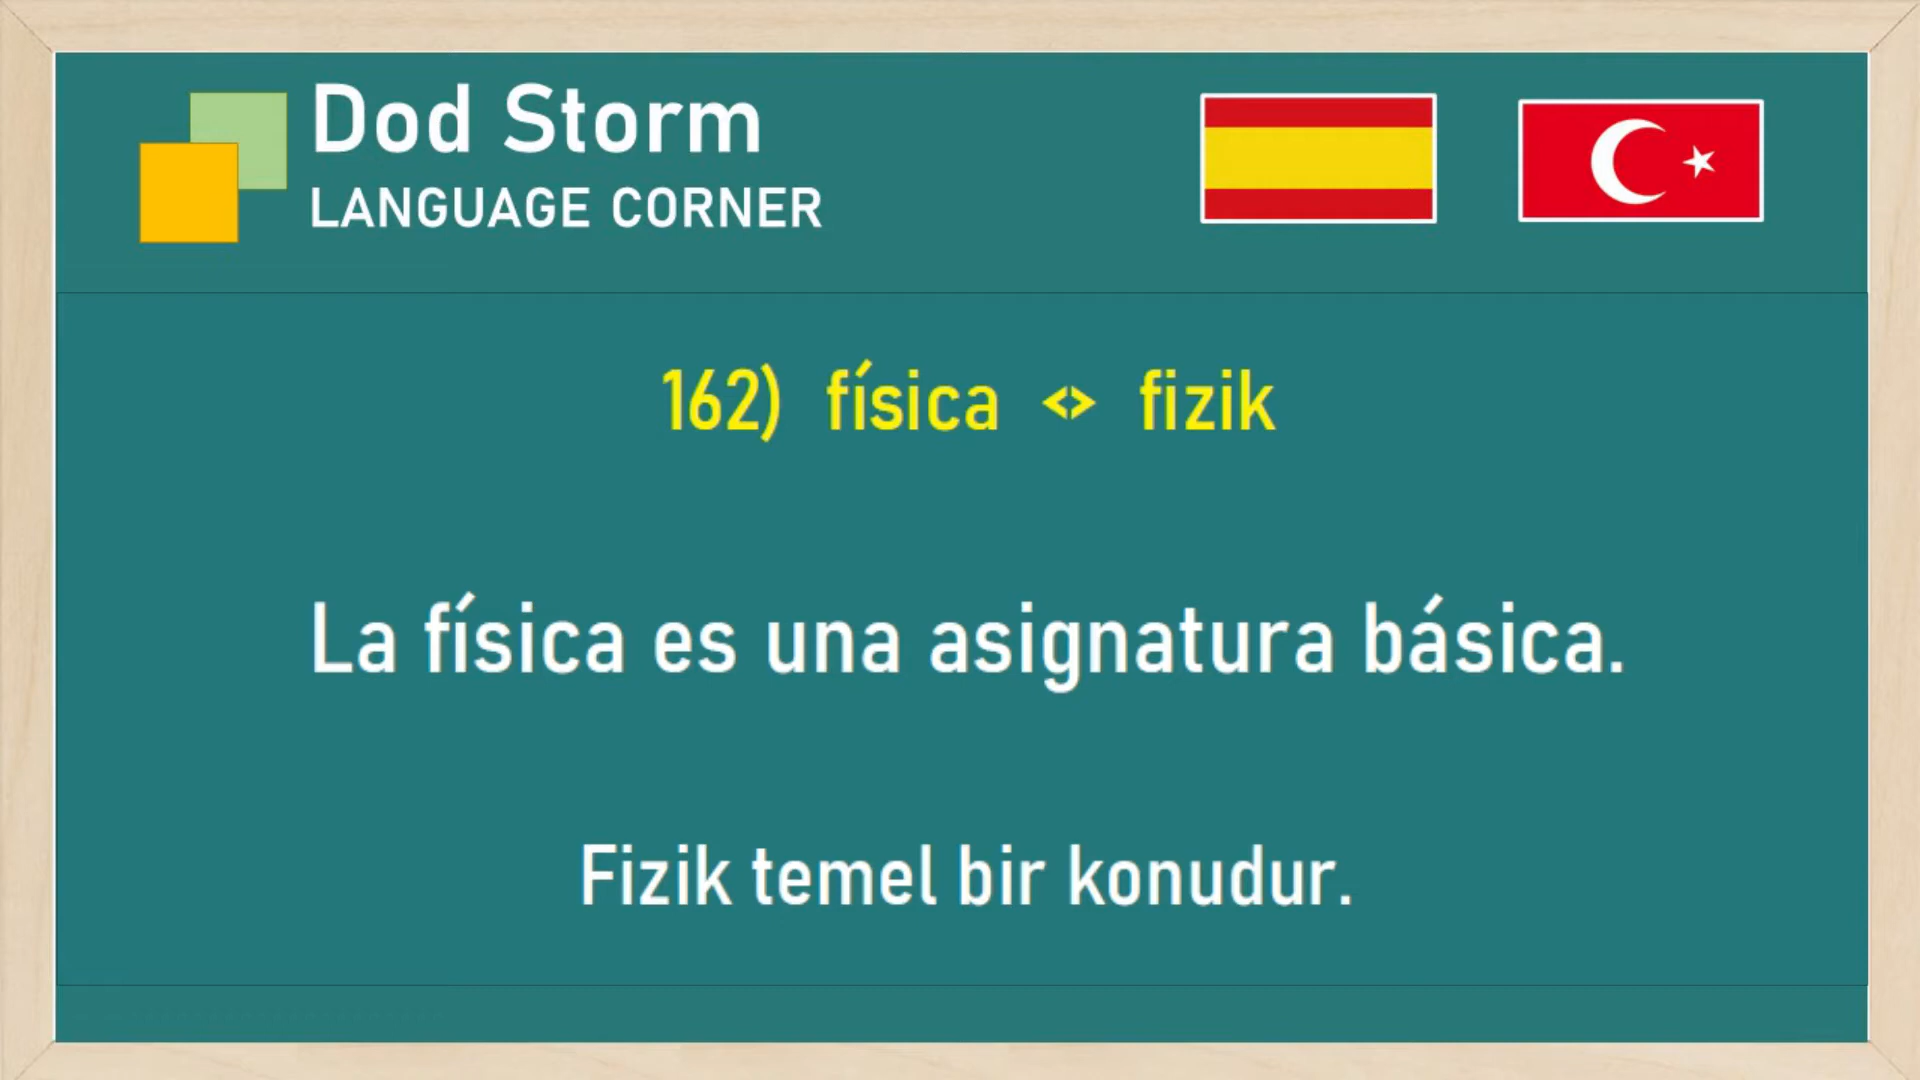 Dod Storm
LANGUAGE CORNER
162) física <> fizik
La física es una asignatura básica.
Fizik temel bir konudur.